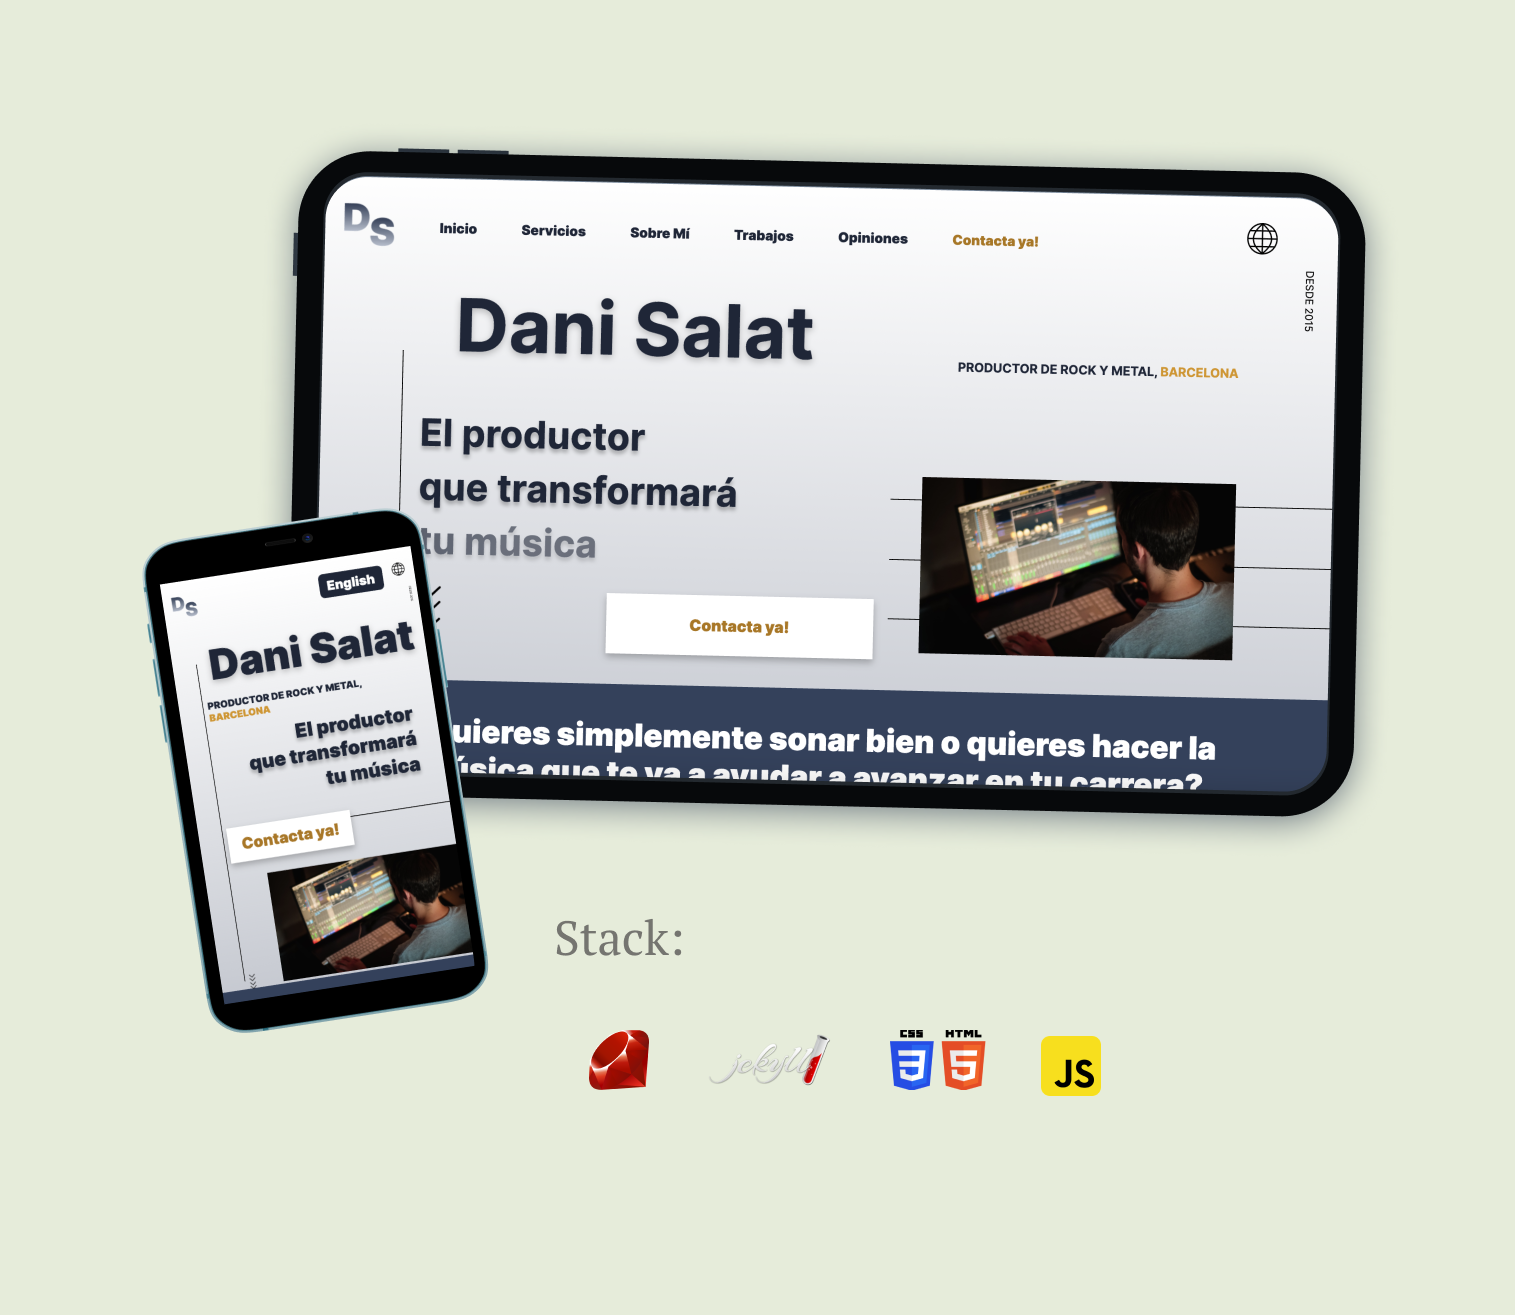 DS
Inicio
Servicios
Sobre Mí
Trabajos
Opiniones
Contacta ya!
DESDE 2015
Dani Salat
PRODUCTOR DE ROCK Y METAL, BARCELONA
El productor
que transformará
tu música
Contacta ya!
uieres simplemente sonar bien o quieres hacer la
úsica que te va a ayudar a avanzar en tu carrera?
DS
English
Dani Salat
PRODUCTOR DE ROCK Y METAL,
BARCELONA
El productor
que transformará
tu música
Contacta ya!
Stack:
jekyll
CSS
3
HTML
5
JS